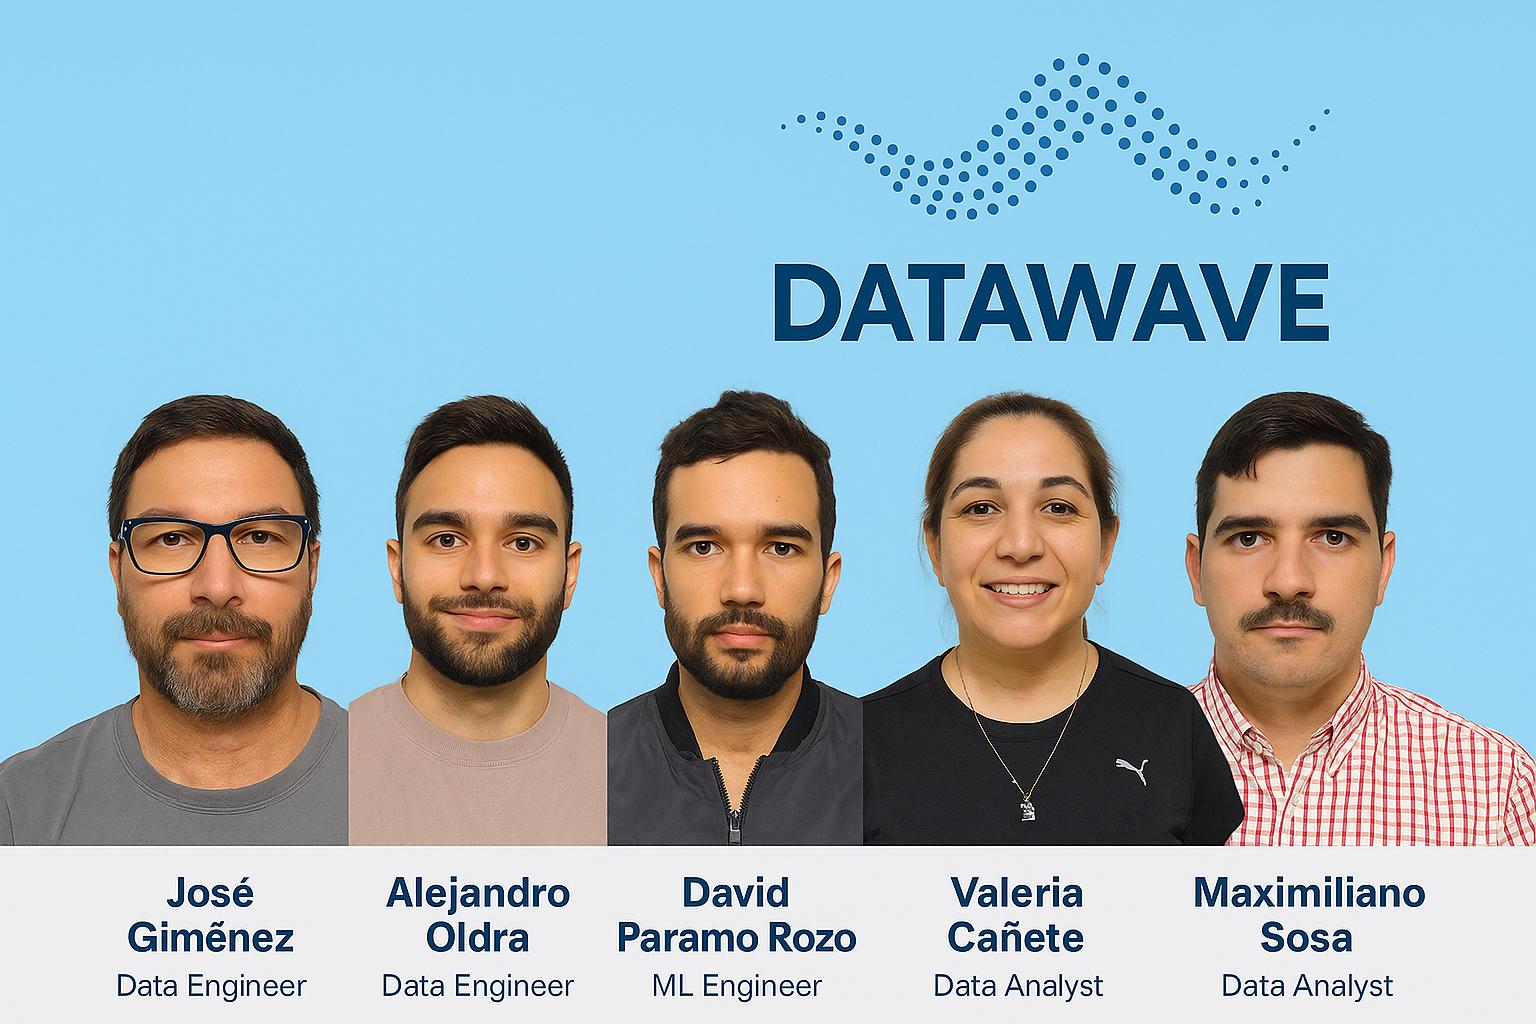 DATAWAVE
José Alejandro David Valeria Maximiliano
Gimẽnez Oldra Paramo Rozo Cañete Sosa
Data Engineer Data Engineer ML Engineer Data Analyst Data Analyst